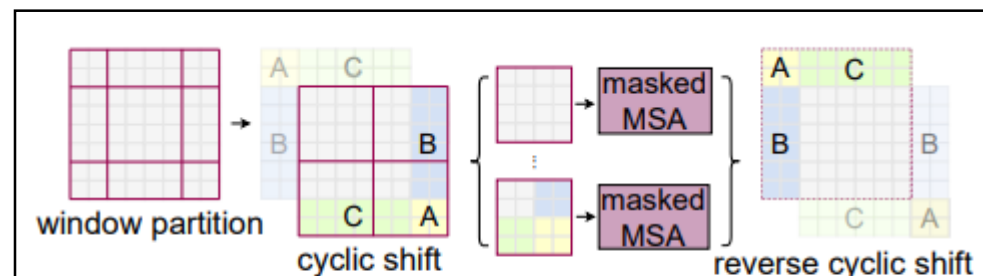 A C
B
B
C A
window partition
cyclic shift
masked
MSA
...
masked
MSA
A C
B B
C A
reverse cyclic shift